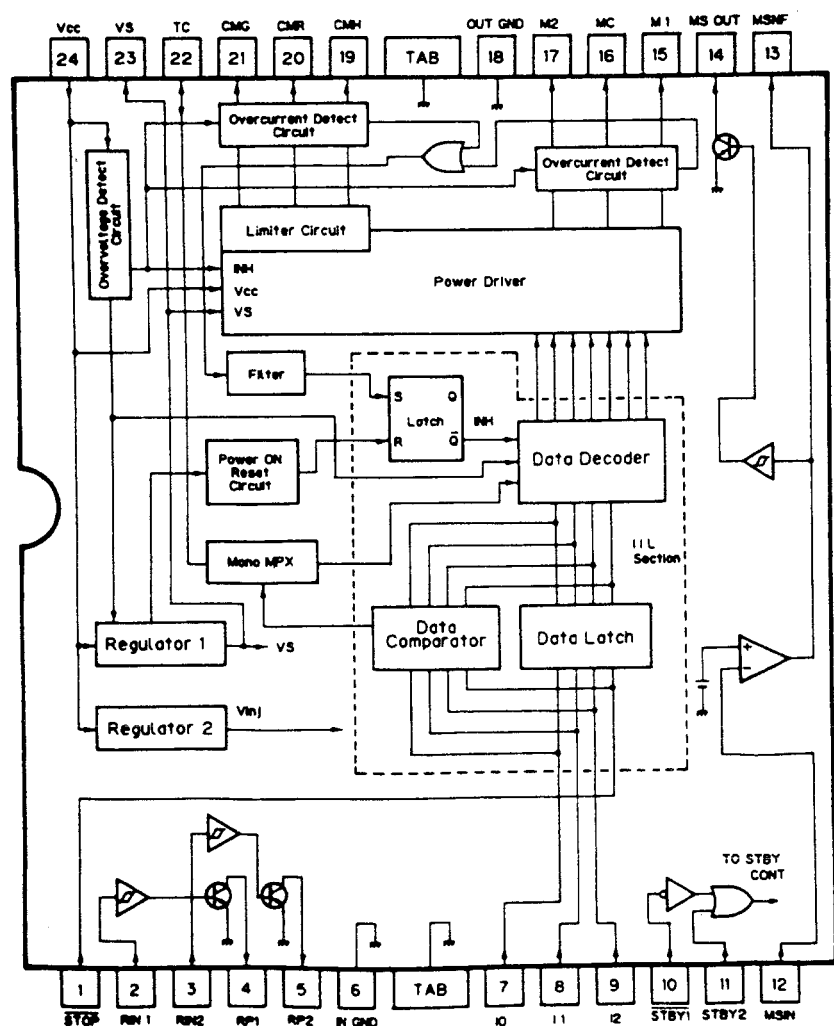 Vcc VS TC CMG CMR CMH OUT GND M2 MC M1 MS OUT MSNF
24 23 22 21 20 19 TAB 18 17 16 15 14 13
Overcurrent Detect
Circuit
Overvoltage Detect
Circuit
Overcurrent Detect
Circuit
Limiter Circuit
INH
Vcc
VS
Power Driver
Filter
S Q
Latch
R Q̅
INH
Power ON
Reset
Circuit
Data Decoder
Mono MPX
IIL
Section
Data
Comparator
Data Latch
Regulator 1
VS
Regulator 2
Vinj
TO STBY
CONT
+
−
1 2 3 4 5 6 TAB 7 8 9 10 11 12
S̅T̅O̅P̅ RIN1 RIN2 RP1 RP2 IN GND I0 I1 I2 S̅T̅B̅Y̅1̅ STBY2 MSIN